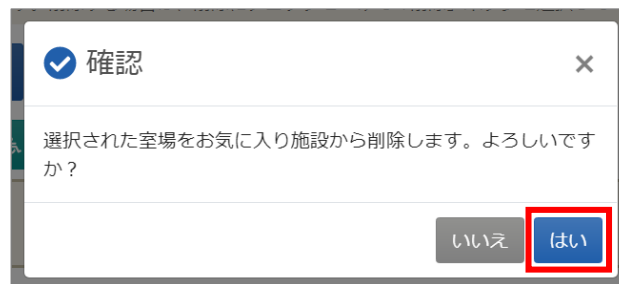 確認
×
選択された室場をお気に入り施設から削除します。よろしいです
か？
いいえ
はい